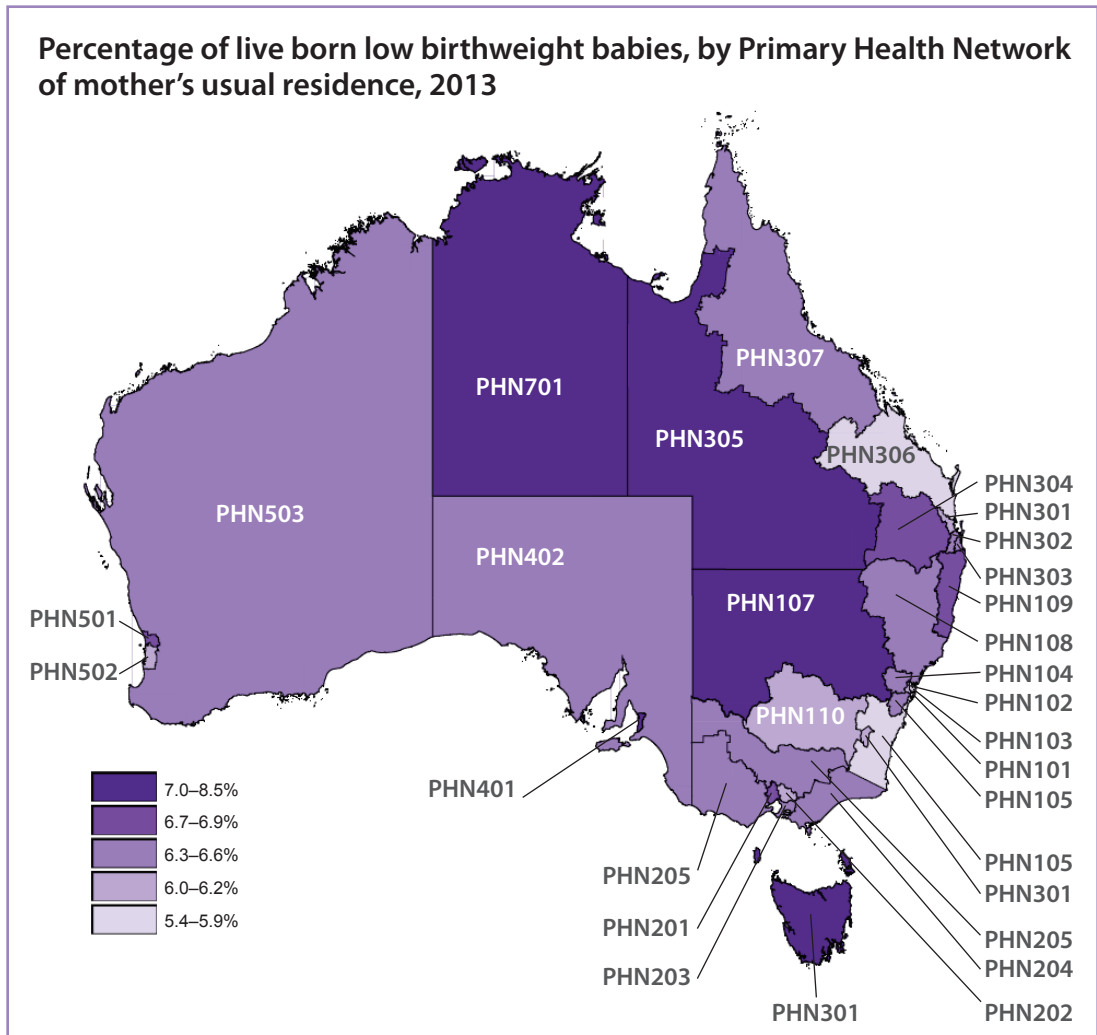 Percentage of live born low birthweight babies, by Primary Health Network
of mother's usual residence, 2013
PHN307
PHN701
PHN305
PHN306
PHN304
PHN503
PHN301
PHN302
PHN402
PHN303
PHN107
PHN109
PHN501
PHN108
PHN502
PHN104
PHN102
PHN110
PHN103
PHN101
PHN401
PHN105
7.0–8.5%
6.7–6.9%
6.3–6.6%
6.0–6.2%
5.4–5.9%
PHN105
PHN205
PHN301
PHN201
PHN205
PHN204
PHN203
PHN301
PHN202